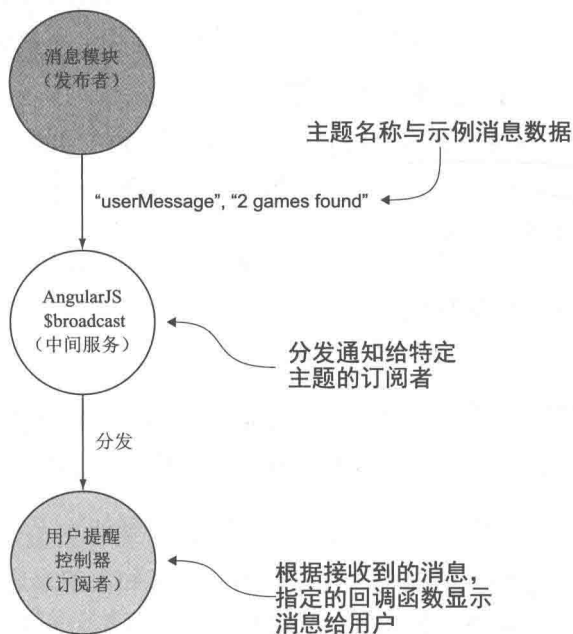 消息模块
（发布者）
主题名称与示例消息数据
“userMessage”, “2 games found”
AngularJS
$broadcast
（中间服务）
分发通知给特定
主题的订阅者
分发
用户提醒
控制器
（订阅者）
根据接收到的消息，
指定的回调函数显示
消息给用户